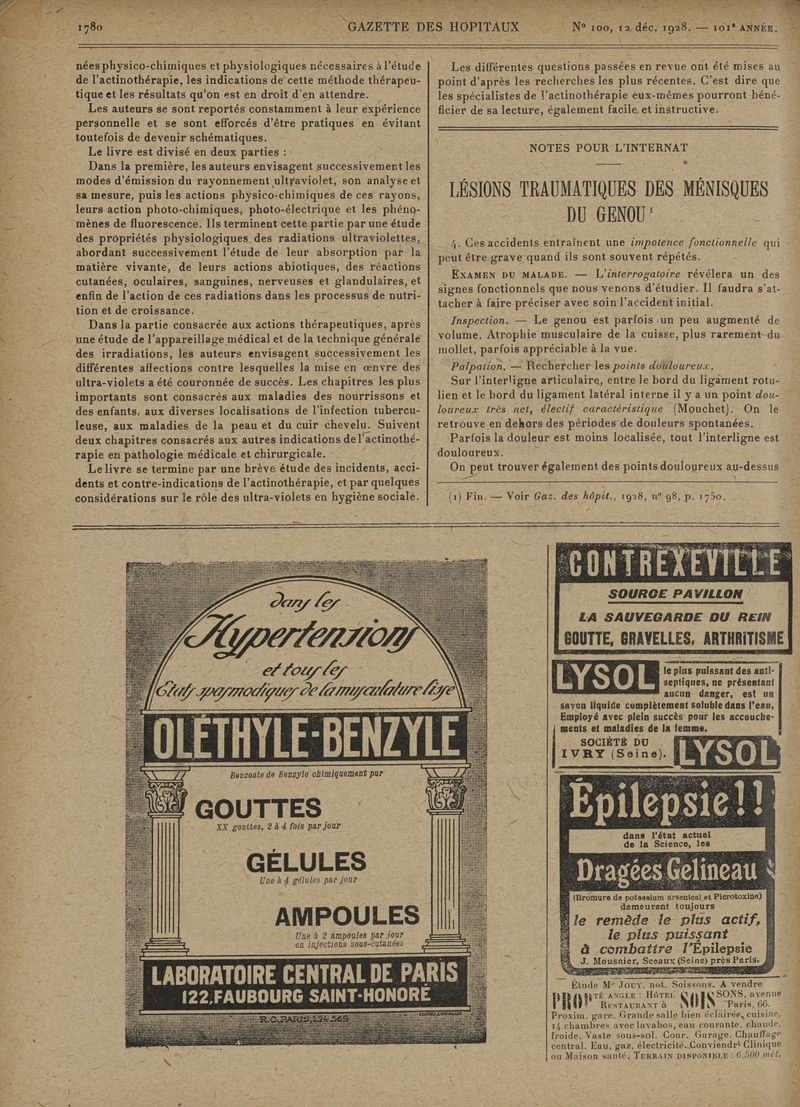 1780
GAZETTE DES HOPITAUX
N° 100, 12 déc. 1928. — 101e ANNÉE.
nées physico-chimiques et physiologiques nécessaires à l'étude
de l'actinothérapie, les indications de cette méthode thérapeu-
tique et les résultats qu'on est en droit d'en attendre.
Les auteurs se sont reportés constamment à leur expérience
personnelle et se sont efforcés d'être pratiques en évitant
toutefois de devenir schématiques.
Le livre est divisé en deux parties :
Dans la première, les auteurs envisagent successivement les
modes d'émission du rayonnement ultraviolet, son analyse et
sa mesure, puis les actions physico-chimiques de ces rayons,
leurs action photo-chimiques, photo-électrique et les phéno-
mènes de fluorescence. Ils terminent cette partie par une étude
des propriétés physiologiques des radiations ultraviolettes,
abordant successivement l'étude de leur absorption par la
matière vivante, de leurs actions abiotiques, des réactions
cutanées, oculaires, sanguines, nerveuses et glandulaires, et
enfin de l'action de ces radiations dans les processus de nutri-
tion et de croissance.
Dans la partie consacrée aux actions thérapeutiques, après
une étude de l'appareillage médical et de la technique générale
des irradiations, les auteurs envisagent successivement les
différentes affections contre lesquelles la mise en œnvre des
ultra-violets a été couronnée de succès. Les chapitres les plus
importants sont consacrés aux maladies des nourrissons et
des enfants, aux diverses localisations de l'infection tubercu-
leuse, aux maladies de la peau et du cuir chevelu. Suivent
deux chapitres consacrés aux autres indications de l'actinothé-
rapie en pathologie médicale et chirurgicale.
Le livre se termine par une brève étude des incidents, acci-
dents et contre-indications de l'actinothérapie, et par quelques
considérations sur le rôle des ultra-violets en hygiène sociale.
Les différentes questions passées en revue ont été mises au
point d'après les recherches les plus récentes. C'est dire que
les spécialistes de l'actinothérapie eux-mêmes pourront béné-
ficier de sa lecture, également facile et instructive.
NOTES POUR L'INTERNAT
LÉSIONS TRAUMATIQUES DES MÉNISQUES
DU GENOU¹
4. Ces accidents entraînent une impotence fonctionnelle qui
peut être grave quand ils sont souvent répétés.
EXAMEN DU MALADE. — L'interrogatoire révélera un des
signes fonctionnels que nous venons d'étudier. Il faudra s'at-
tacher à faire préciser avec soin l'accident initial.
Inspection. — Le genou est parfois un peu augmenté de
volume. Atrophie musculaire de la cuisse, plus rarement du
mollet, parfois appréciable à la vue.
Palpation. — Rechercher les points douloureux.
Sur l'interligne articulaire, entre le bord du ligament rotu-
lien et le bord du ligament latéral interne il y a un point dou-
loureux très net, électif caractéristique (Mouchet). On le
retrouve en dehors des périodes de douleurs spontanées.
Parfois la douleur est moins localisée, tout l'interligne est
douloureux.
On peut trouver également des points douloureux au-dessus
(1) Fin. — Voir Gaz. des hôpit., 1928, n° 98, p. 1750.
dans les
Hypertensions
et tous les
États spasmodiques de la musculature lisse
OLÉTHYLE-BENZYLE
Benzoate de Benzyle chimiquement pur
GOUTTES
XX gouttes, 2 à 4 fois par jour
GÉLULES
Une à 4 gélules par jour
AMPOULES
Une à 2 ampoules par jour
en injections sous-cutanées
LABORATOIRE CENTRAL DE PARIS
122, FAUBOURG SAINT-HONORÉ
R.C. PARIS, 134-569
CONTREXEVILLE
SOURCE PAVILLON
LA SAUVEGARDE DU REIN
GOUTTE, GRAVELLES, ARTHRITISME
LYSOL
le plus puissant des anti-
septiques, ne présentant
aucun danger, est un
savon liquide complètement soluble dans l'eau,
Employé avec plein succès pour les accouche-
ments et maladies de la femme.
SOCIÉTÉ DU
IVRY (Seine).
LYSOL
Épilepsie!!
dans l'état actuel
de la Science, les
Dragées Gelineau
(Bromure de potassium arsenical et Picrotoxine)
demeurent toujours
le remède le plus actif,
le plus puissant
à combattre l'Épilepsie
J. Mousnier, Sceaux (Seine) près Paris.
Étude Me JOUY, not. Soissons. A vendre
PROPTÉ ANGLE : HÔTEL SOISSONS, avenue
RESTAURANT à Paris, 66.
Proxim. gare. Grande salle bien éclairée, cuisine,
14 chambres avec lavabos, eau courante, chaude,
froide. Vaste sous-sol. Cour. Garage. Chauffage
central. Eau, gaz, électricité. Conviendrt Clinique
ou Maison santé. TERRAIN DISPONIBLE : 6,500 mèt.